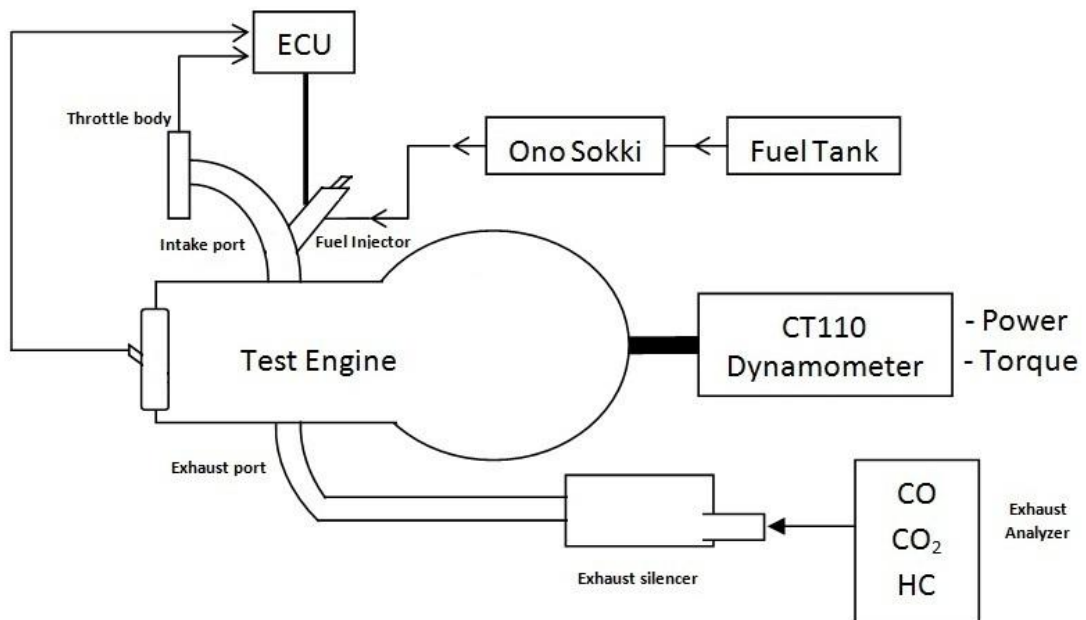 ECU
Throttle body
Ono Sokki
Fuel Tank
Intake port
Fuel Injector
Test Engine
CT110
Dynamometer
- Power
- Torque
Exhaust port
CO
CO₂
HC
Exhaust
Analyzer
Exhaust silencer